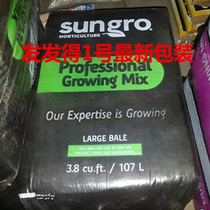 sungro
HORTICULTURE
发发得1号最新包装
Professional
Growing Mix
Our Expertise is Growing
LARGE BALE
3.8 cu.ft. / 107 L